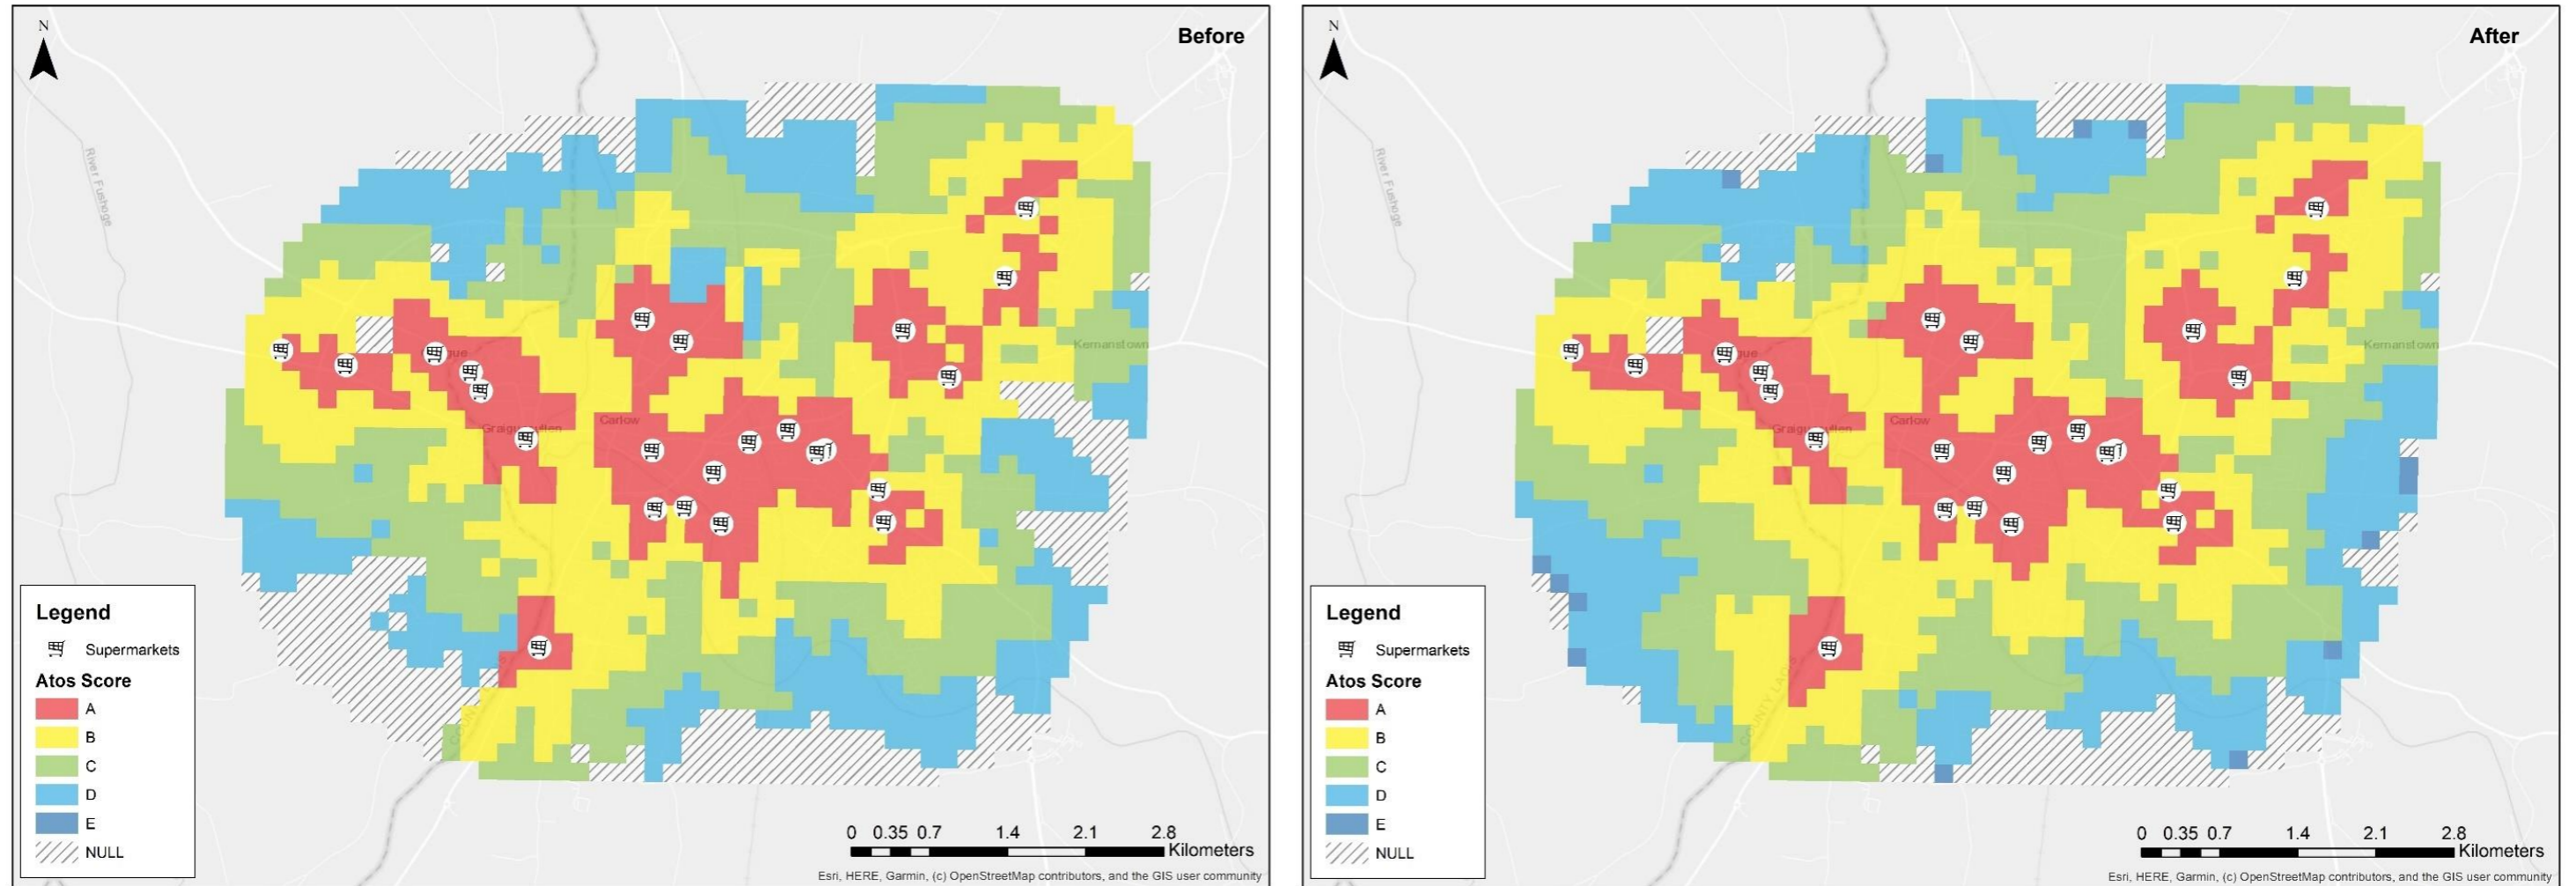 N
Before
River Fushoge
Kernanstown
Carlow
Legend
Supermarkets
Atos Score
A
B
C
D
E
NULL
0 0.35 0.7 1.4 2.1 2.8
Kilometers
Esri, HERE, Garmin, (c) OpenStreetMap contributors, and the GIS user community
N
After
River Fushoge
Kernanstown
Carlow
COUNTY
Legend
Supermarkets
Atos Score
A
B
C
D
E
NULL
0 0.35 0.7 1.4 2.1 2.8
Kilometers
Esri, HERE, Garmin, (c) OpenStreetMap contributors, and the GIS user community